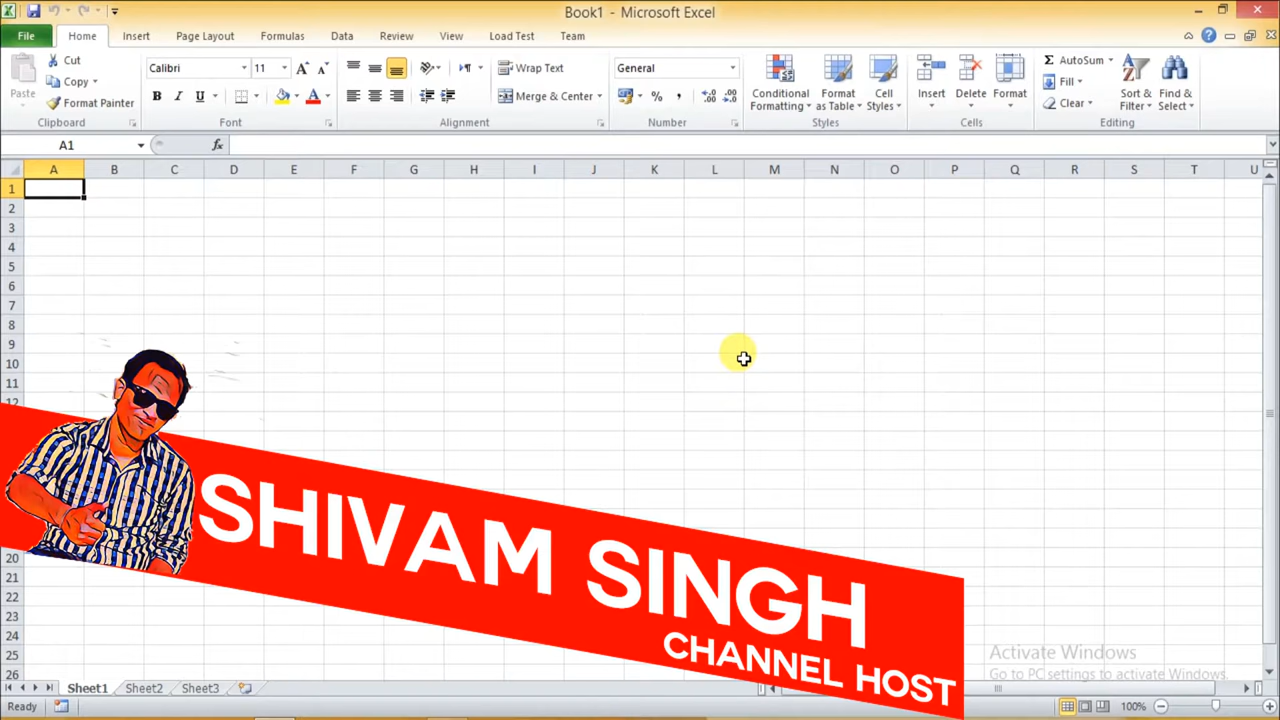 Book1 - Microsoft Excel
File Home Insert Page Layout Formulas Data Review View Load Test Team
Paste
Cut
Copy
Format Painter
Clipboard
Calibri 11
B I U A
Font
Wrap Text
Merge & Center
Alignment
General
%
Number
Conditional Formatting
Format as Table
Cell Styles
Styles
Insert Delete Format
Cells
Σ AutoSum
Fill
Clear
Sort & Filter
Find & Select
Editing
A1 fx
A B C D E F G H I J K L M N O P Q R S T U
1
2
3
4
5
6
7
8
9
10
11
12
20
21
22
23
24
25
26
SHIVAM SINGH
CHANNEL HOST
Activate Windows
Go to PC settings to activate Windows.
Sheet1 Sheet2 Sheet3
Ready 100%